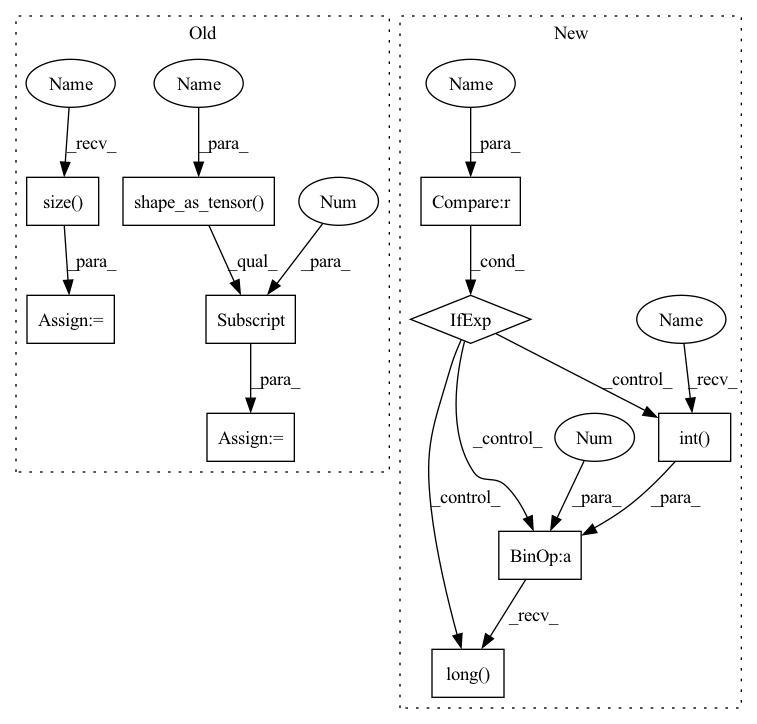 Old
New
Name
Name
Name
_recv_
_para_
_para_
size()
shape_as_tensor()
Num
Compare:r
_para_
_qual_
_para_
_cond_
Assign:=
Subscript
IfExp
Name
_para_
_control_
_recv_
Assign:=
Num
int()
_control_
_control_
_para_
_para_
BinOp:a
_recv_
long()